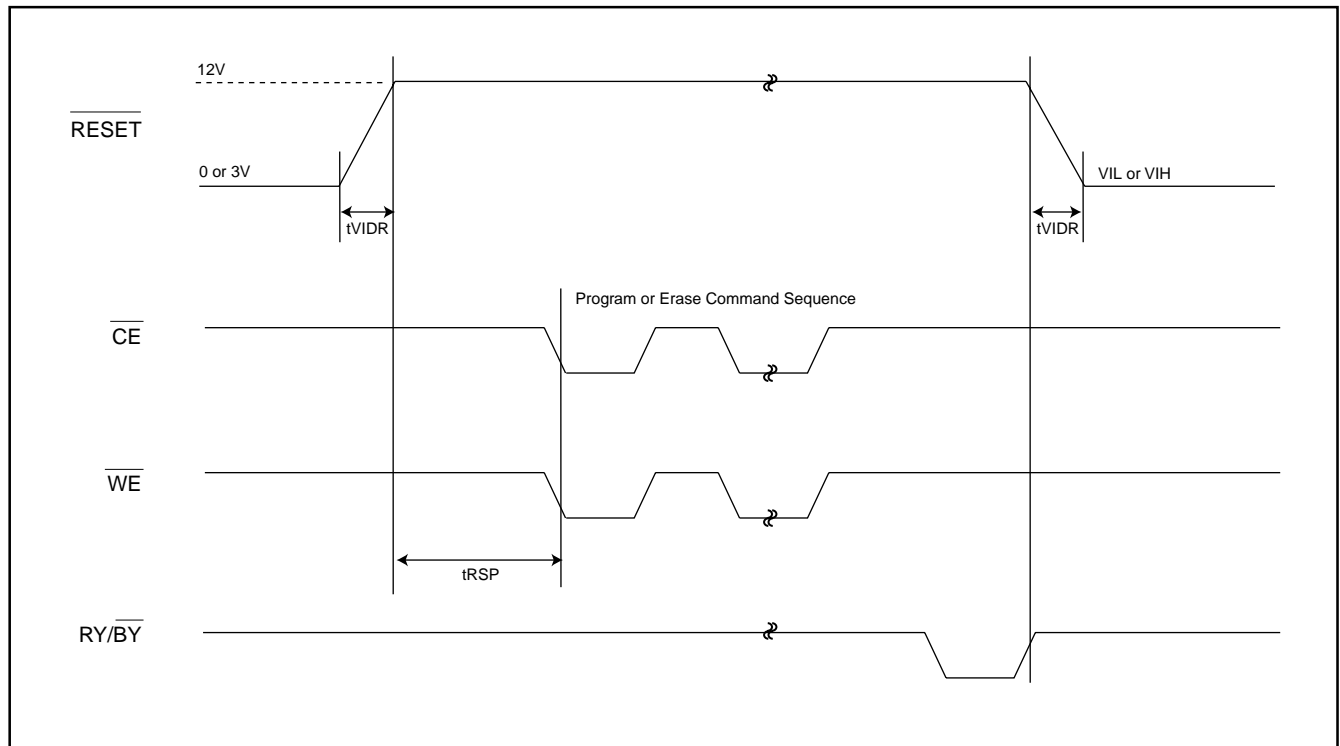 12V
RESET
0 or 3V
VIL or VIH
tVIDR
tVIDR
Program or Erase Command Sequence
CE
WE
tRSP
RY/BY